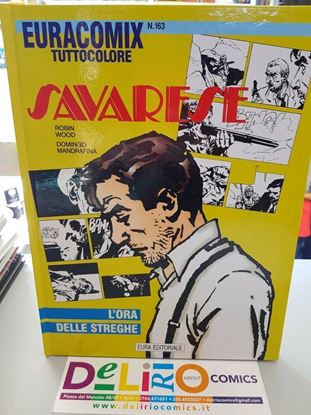 EURACOMIX
N.163
TUTTOCOLORE
SAVARESE
ROBIN
WOOD
DOMINGO
MANDRAFINA
L'ORA
DELLE STREGHE
EURA EDITORIALE
DELIRIO
ABOUT
COMICS
www.deliriocomics.it